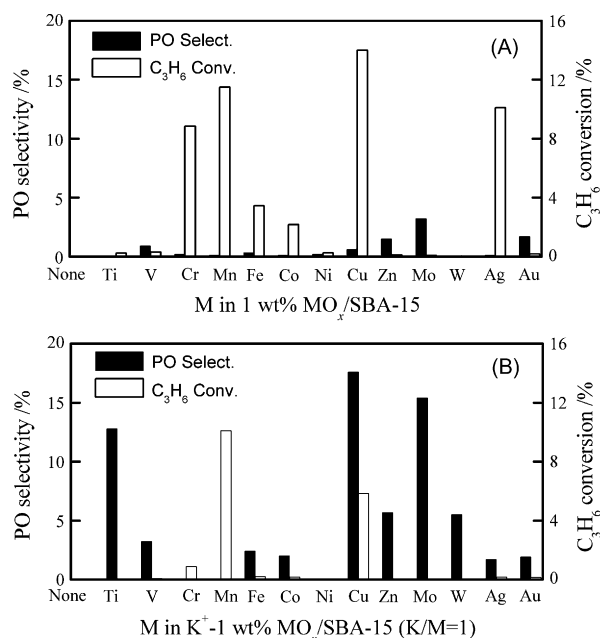 (A)
PO Select.
C3H6 Conv.
PO selectivity /%
C3H6 conversion /%
20
15
10
5
0
16
12
8
4
0
None Ti V Cr Mn Fe Co Ni Cu Zn Mo W Ag Au
M in 1 wt% MOx/SBA-15
(B)
PO Select.
C3H6 Conv.
PO selectivity /%
C3H6 conversion /%
20
15
10
5
0
16
12
8
4
0
None Ti V Cr Mn Fe Co Ni Cu Zn Mo W Ag Au
M in K+-1 wt% MOx/SBA-15 (K/M=1)